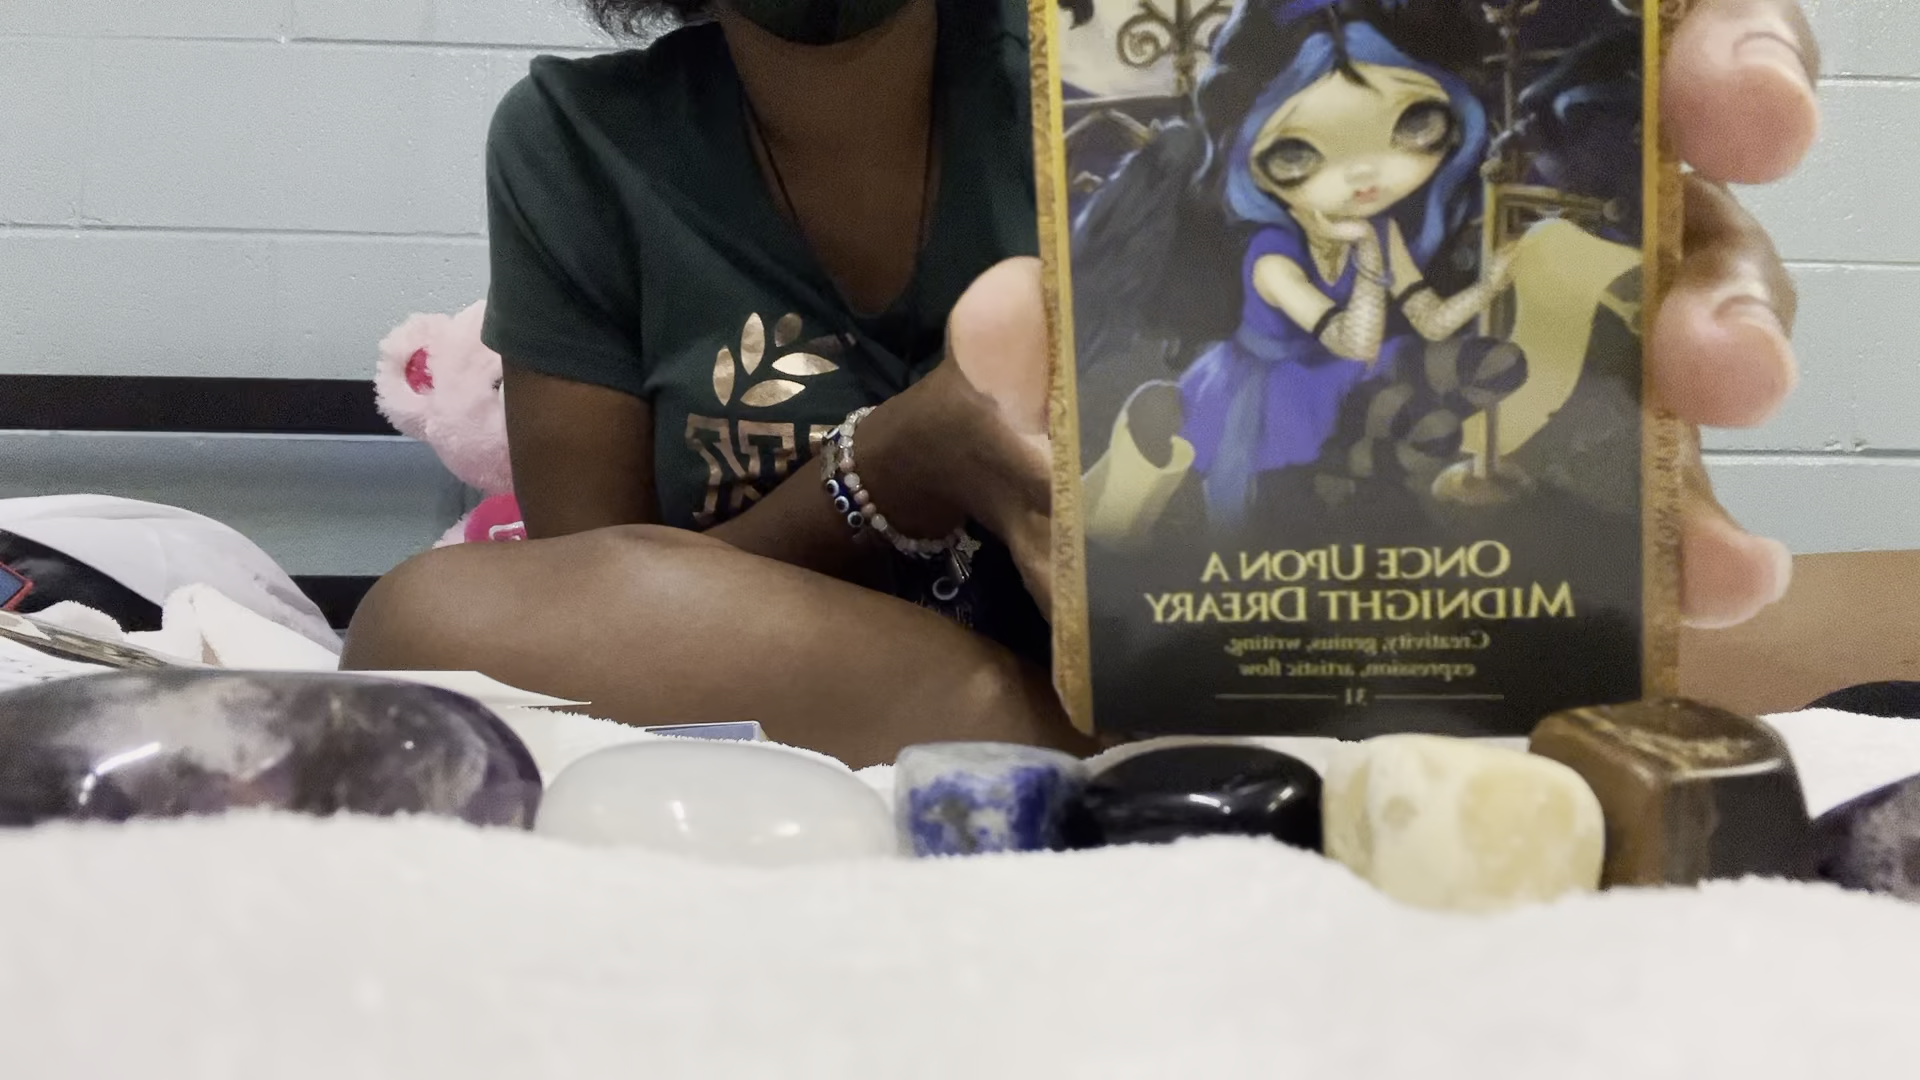 ONCE UPON A
MIDNIGHT DREARY
Creativity, genius, writing,
expression, artistic flow
31